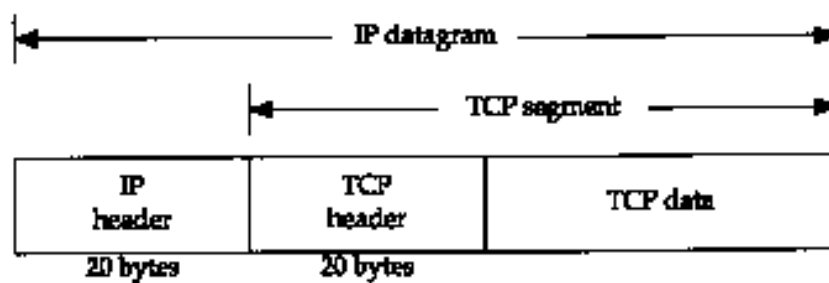 IP datagram
TCP segment
IP
header
TCP
header
TCP data
20 bytes
20 bytes